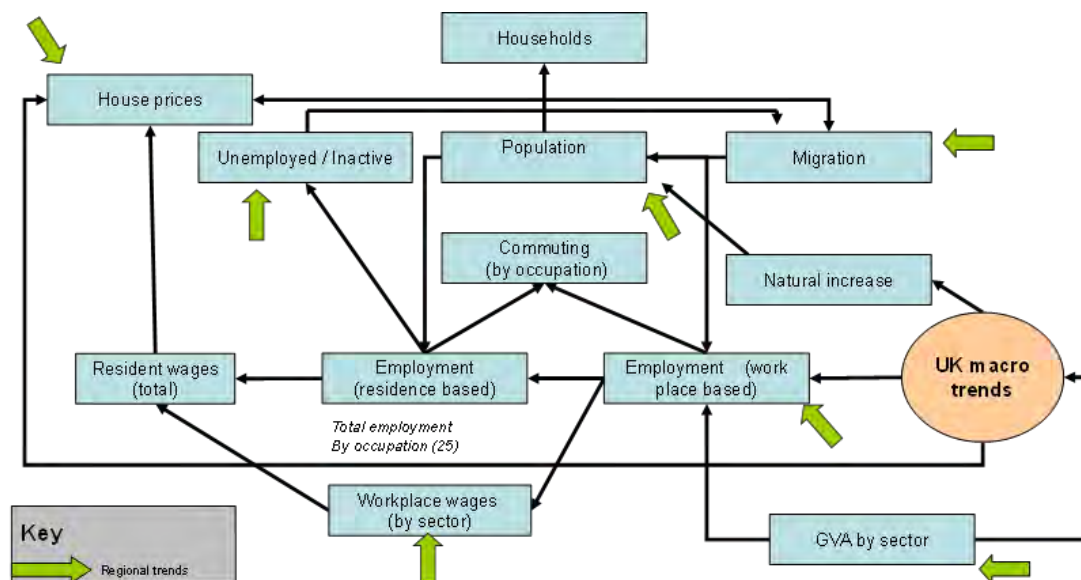 Households
House prices
Unemployed / Inactive
Population
Migration
Commuting
(by occupation)
Natural increase
UK macro
trends
Resident wages
(total)
Employment
(residence based)
Employment (work
place based)
Total employment
By occupation (25)
Workplace wages
(by sector)
GVA by sector
Key
Regional trends